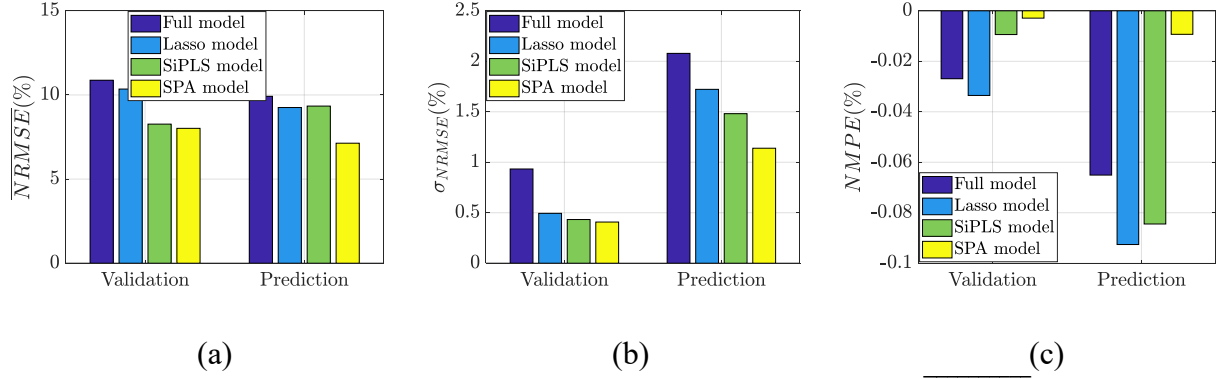 15
10
5
0
NRMSE(%)
Full model
Lasso model
SiPLS model
SPA model
Validation
Prediction
(a)
2.5
2
1.5
1
0.5
0
σNRMSE(%)
Full model
Lasso model
SiPLS model
SPA model
Validation
Prediction
(b)
0
-0.02
-0.04
-0.06
-0.08
-0.1
NMPE(%)
Full model
Lasso model
SiPLS model
SPA model
Validation
Prediction
(c)